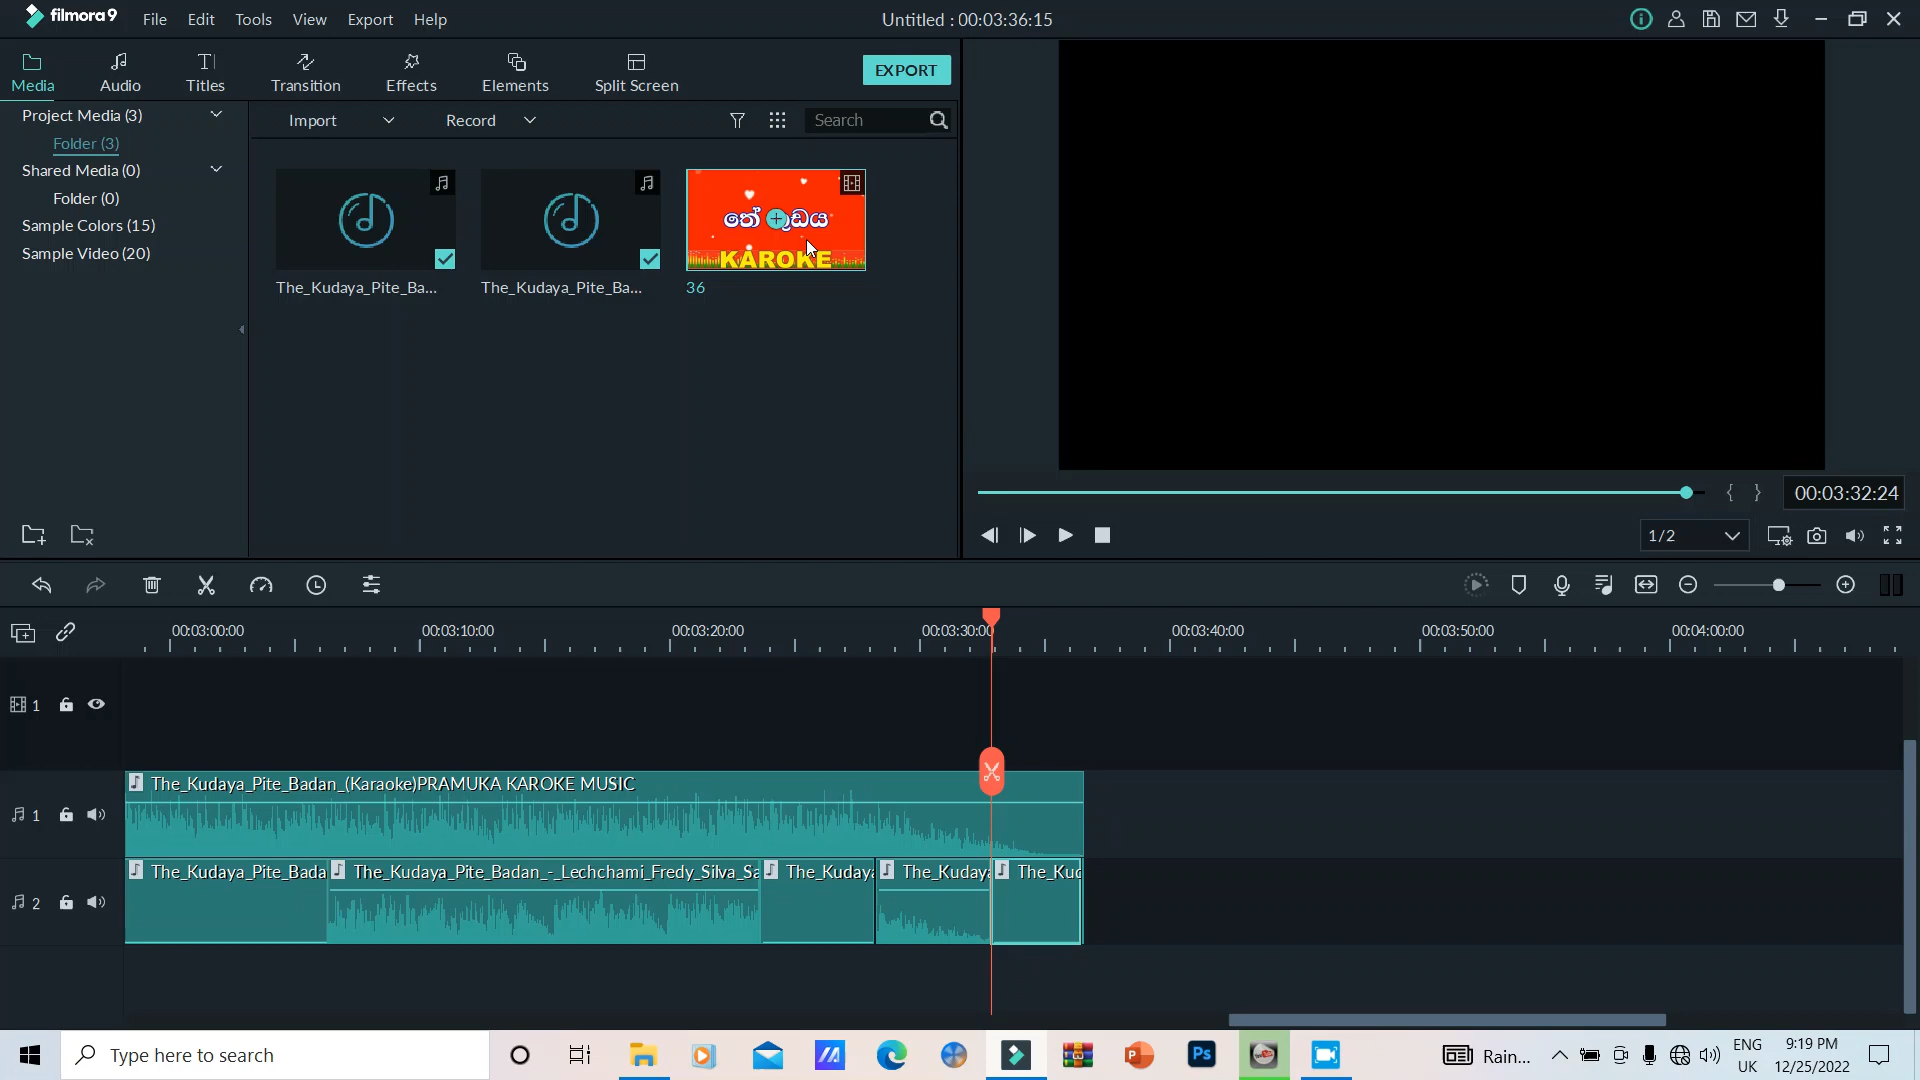 filmora9
File Edit Tools View Export Help
Untitled : 00:03:36:15
Media Audio Titles Transition Effects Elements Split Screen
EXPORT
Project Media (3)
Folder (3)
Shared Media (0)
Folder (0)
Sample Colors (15)
Sample Video (20)
Import Record Search
තේ
KAROKE
The_Kudaya_Pite_Ba... The_Kudaya_Pite_Ba... 36
00:03:32:24
1/2
00:03:00:00 00:03:10:00 00:03:20:00 00:03:30:00 00:03:40:00 00:03:50:00 00:04:00:00
1
The_Kudaya_Pite_Badan_(Karaoke)PRAMUKA KAROKE MUSIC
1
The_Kudaya_Pite_Bada The_Kudaya_Pite_Badan_-_Lechchami_Fredy_Silva_Sa The_Kudaya The_Kudaya The_Kud
2
Type here to search
Rain...
ENG
UK
9:19 PM
12/25/2022
Ps